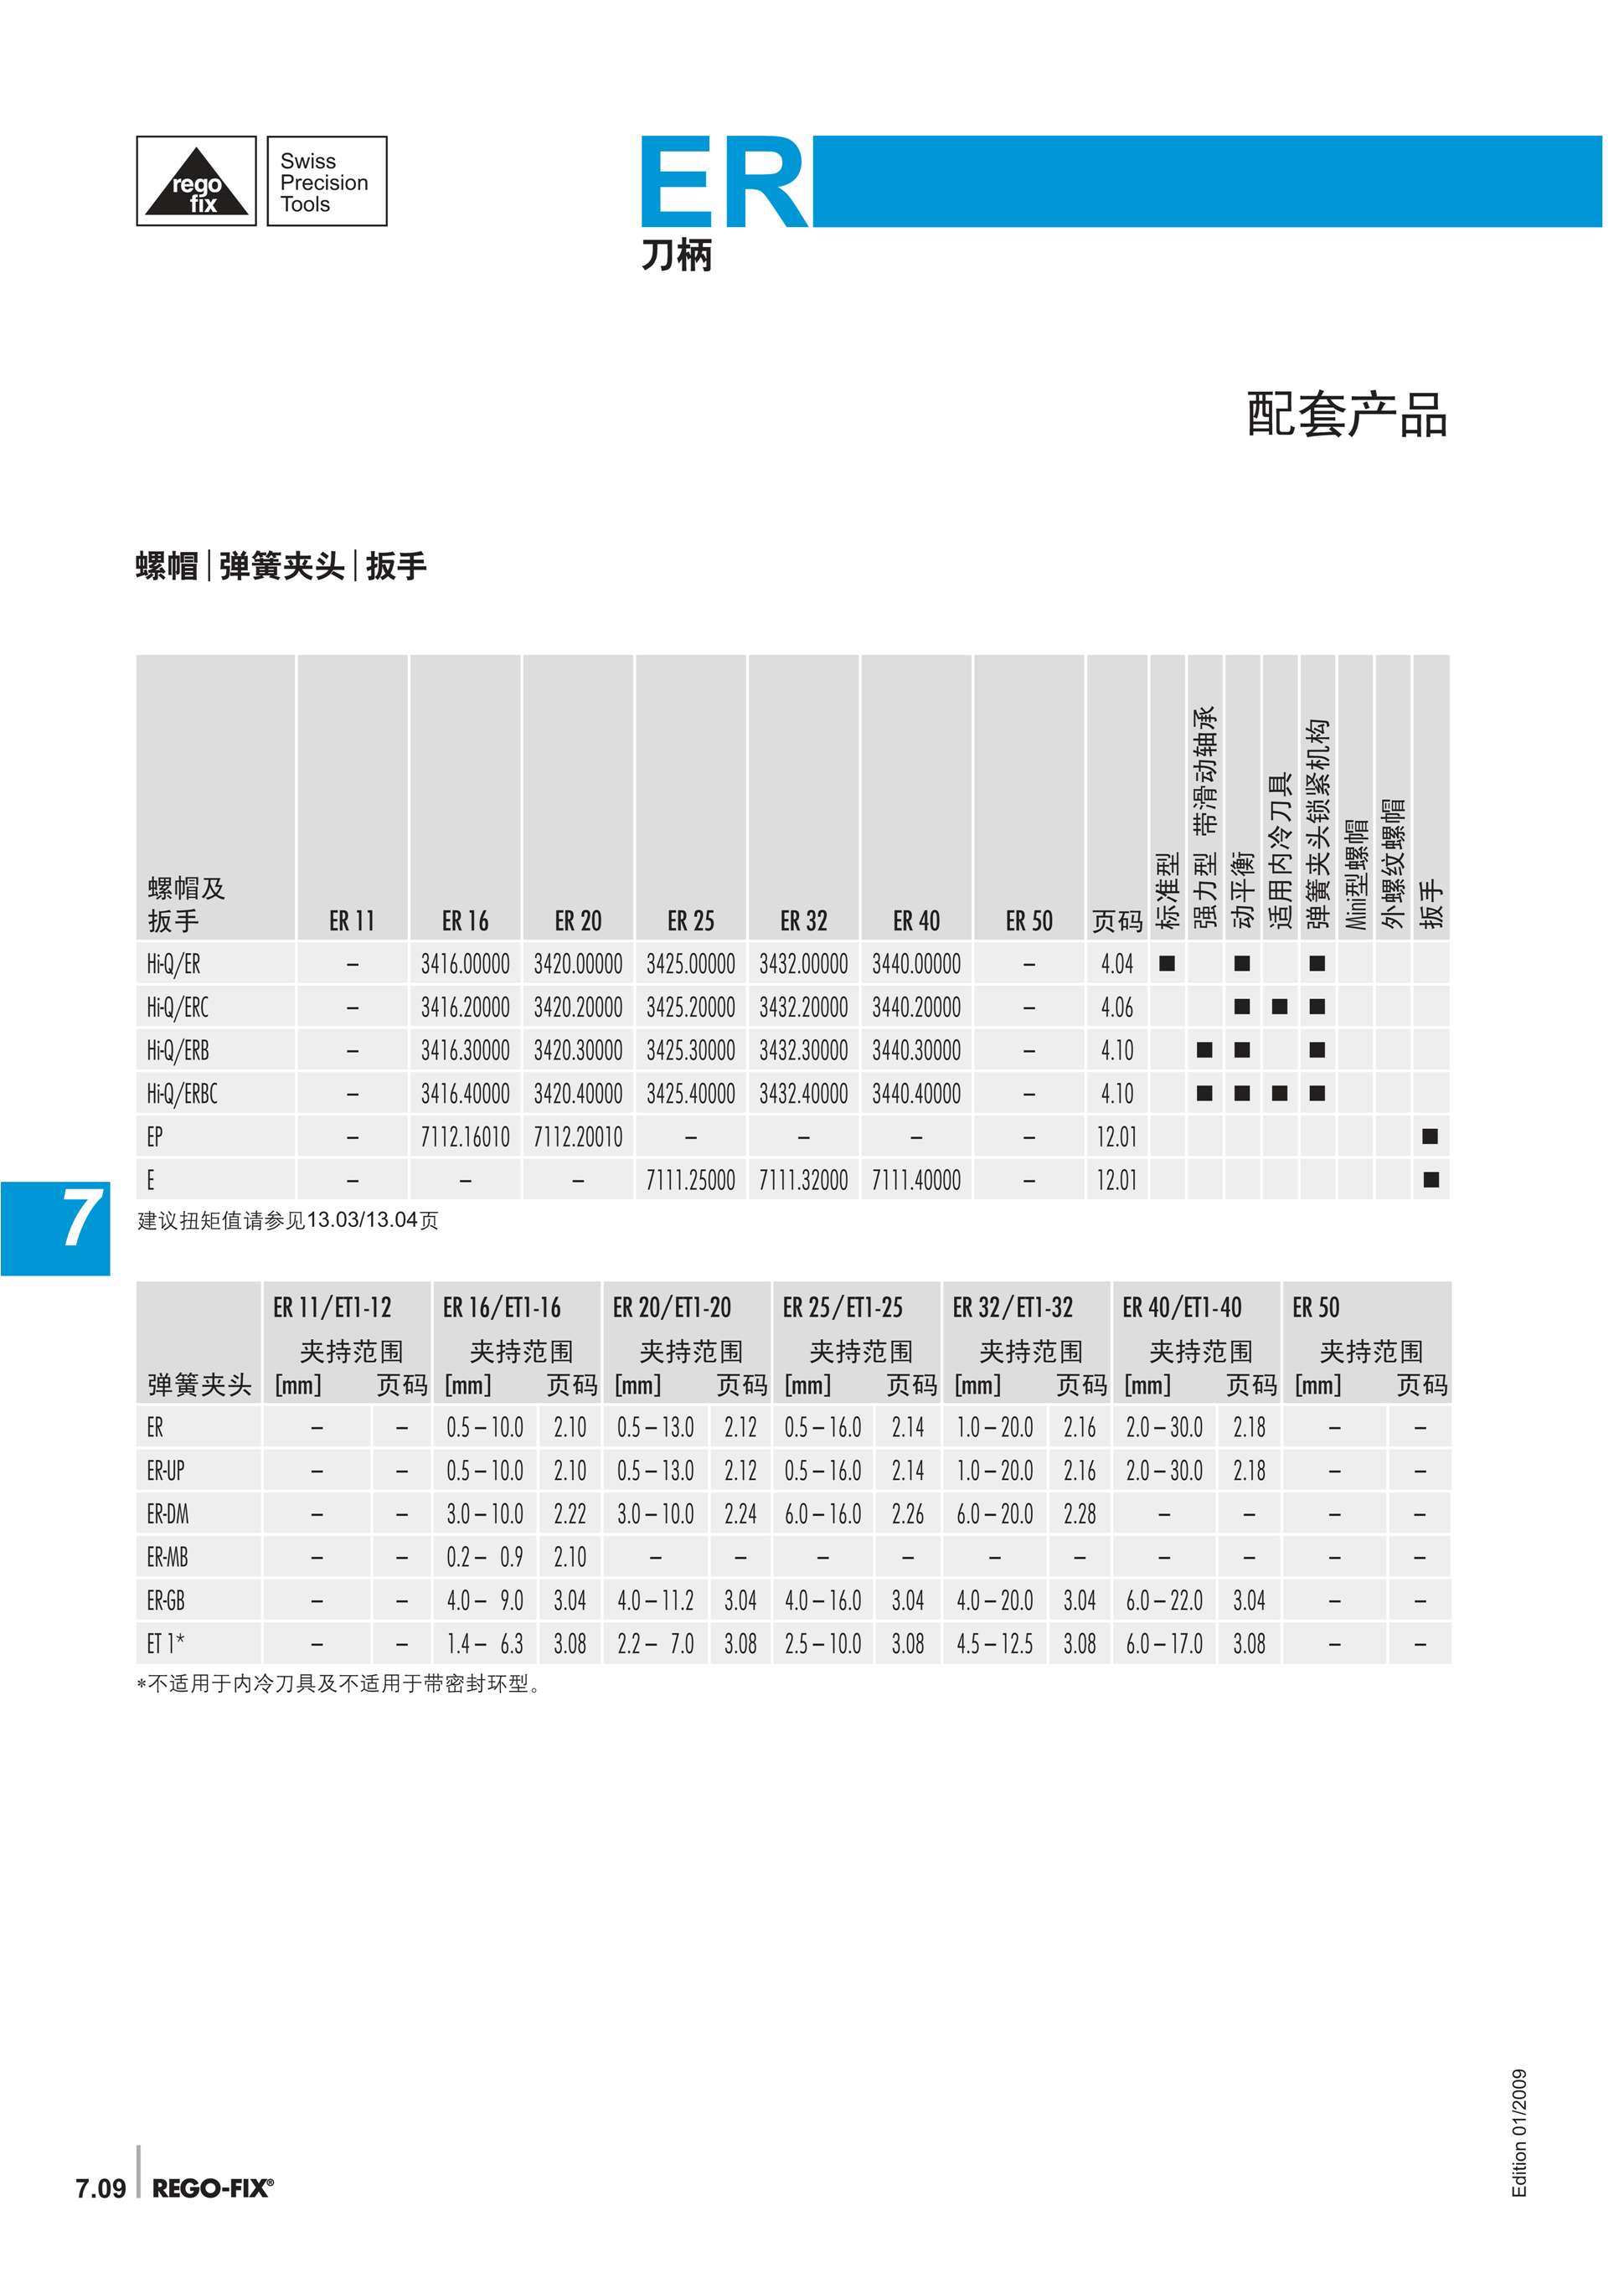 rego
fix
Swiss
Precision
Tools
ER
刀柄
配套产品
螺帽|弹簧夹头|扳手
螺帽及
扳手 ER 11 ER 16 ER 20 ER 25 ER 32 ER 40 ER 50 页码 标准型 强力型 带滑动轴承 动平衡 适用内冷刀具 弹簧夹头锁紧机构 Mini型螺帽 外螺纹螺帽 扳手
Hi-Q/ER – 3416.00000 3420.00000 3425.00000 3432.00000 3440.00000 – 4.04 ■ ■ ■
Hi-Q/ERC – 3416.20000 3420.20000 3425.20000 3432.20000 3440.20000 – 4.06 ■ ■ ■
Hi-Q/ERB – 3416.30000 3420.30000 3425.30000 3432.30000 3440.30000 – 4.10 ■ ■ ■
Hi-Q/ERBC – 3416.40000 3420.40000 3425.40000 3432.40000 3440.40000 – 4.10 ■ ■ ■ ■
EP – 7112.16010 7112.20010 – – – – 12.01 ■
E – – – 7111.25000 7111.32000 7111.40000 – 12.01 ■
7
建议扭矩值请参见13.03/13.04页
ER 11/ET1-12 ER 16/ET1-16 ER 20/ET1-20 ER 25/ET1-25 ER 32/ET1-32 ER 40/ET1-40 ER 50
夹持范围 夹持范围 夹持范围 夹持范围 夹持范围 夹持范围 夹持范围
弹簧夹头 [mm] 页码 [mm] 页码 [mm] 页码 [mm] 页码 [mm] 页码 [mm] 页码 [mm] 页码
ER – – 0.5 – 10.0 2.10 0.5 – 13.0 2.12 0.5 – 16.0 2.14 1.0 – 20.0 2.16 2.0 – 30.0 2.18 – –
ER-UP – – 0.5 – 10.0 2.10 0.5 – 13.0 2.12 0.5 – 16.0 2.14 1.0 – 20.0 2.16 2.0 – 30.0 2.18 – –
ER-DM – – 3.0 – 10.0 2.22 3.0 – 10.0 2.24 6.0 – 16.0 2.26 6.0 – 20.0 2.28 – – – –
ER-MB – – 0.2 – 0.9 2.10 – – – – – – – – – –
ER-GB – – 4.0 – 9.0 3.04 4.0 – 11.2 3.04 4.0 – 16.0 3.04 4.0 – 20.0 3.04 6.0 – 22.0 3.04 – –
ET 1* – – 1.4 – 6.3 3.08 2.2 – 7.0 3.08 2.5 – 10.0 3.08 4.5 – 12.5 3.08 6.0 – 17.0 3.08 – –
*不适用于内冷刀具及不适用于带密封环型。
Edition 01/2009
7.09 REGO-FIX®